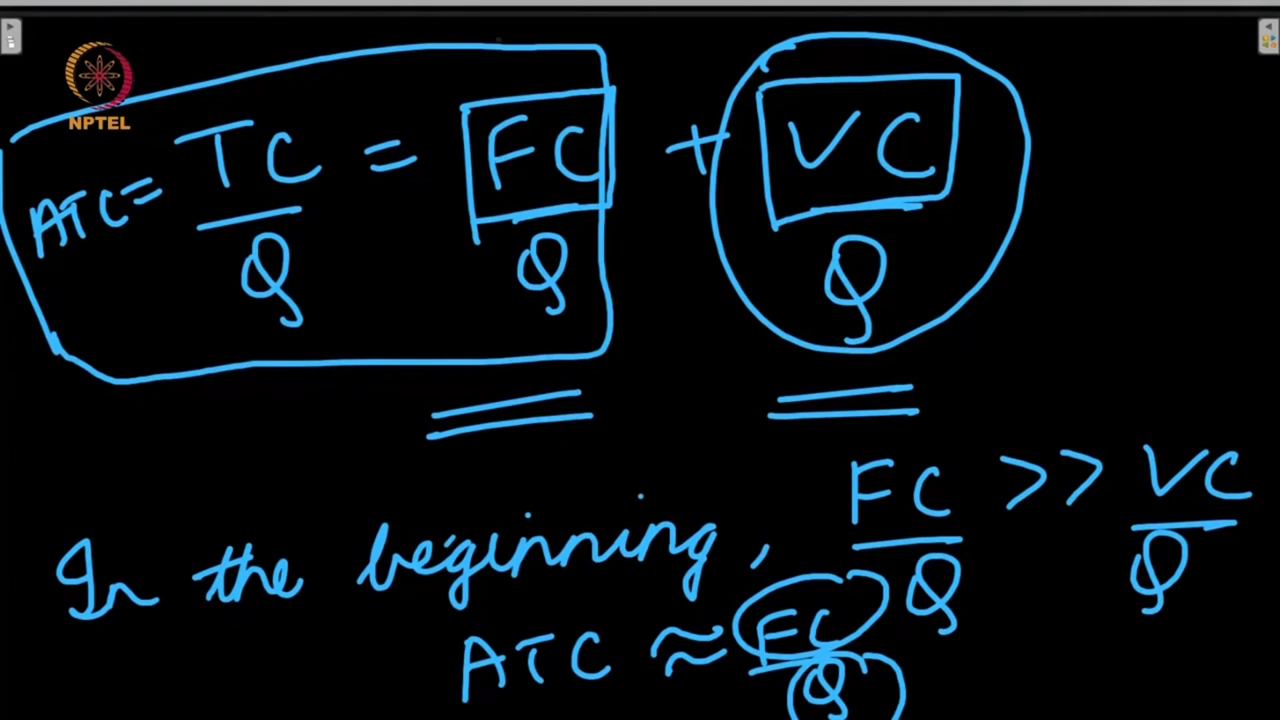 NPTEL
ATC = TC/Q = FC/Q + VC/Q
In the beginning, FC/Q >> VC/Q
ATC ≈ FC/Q